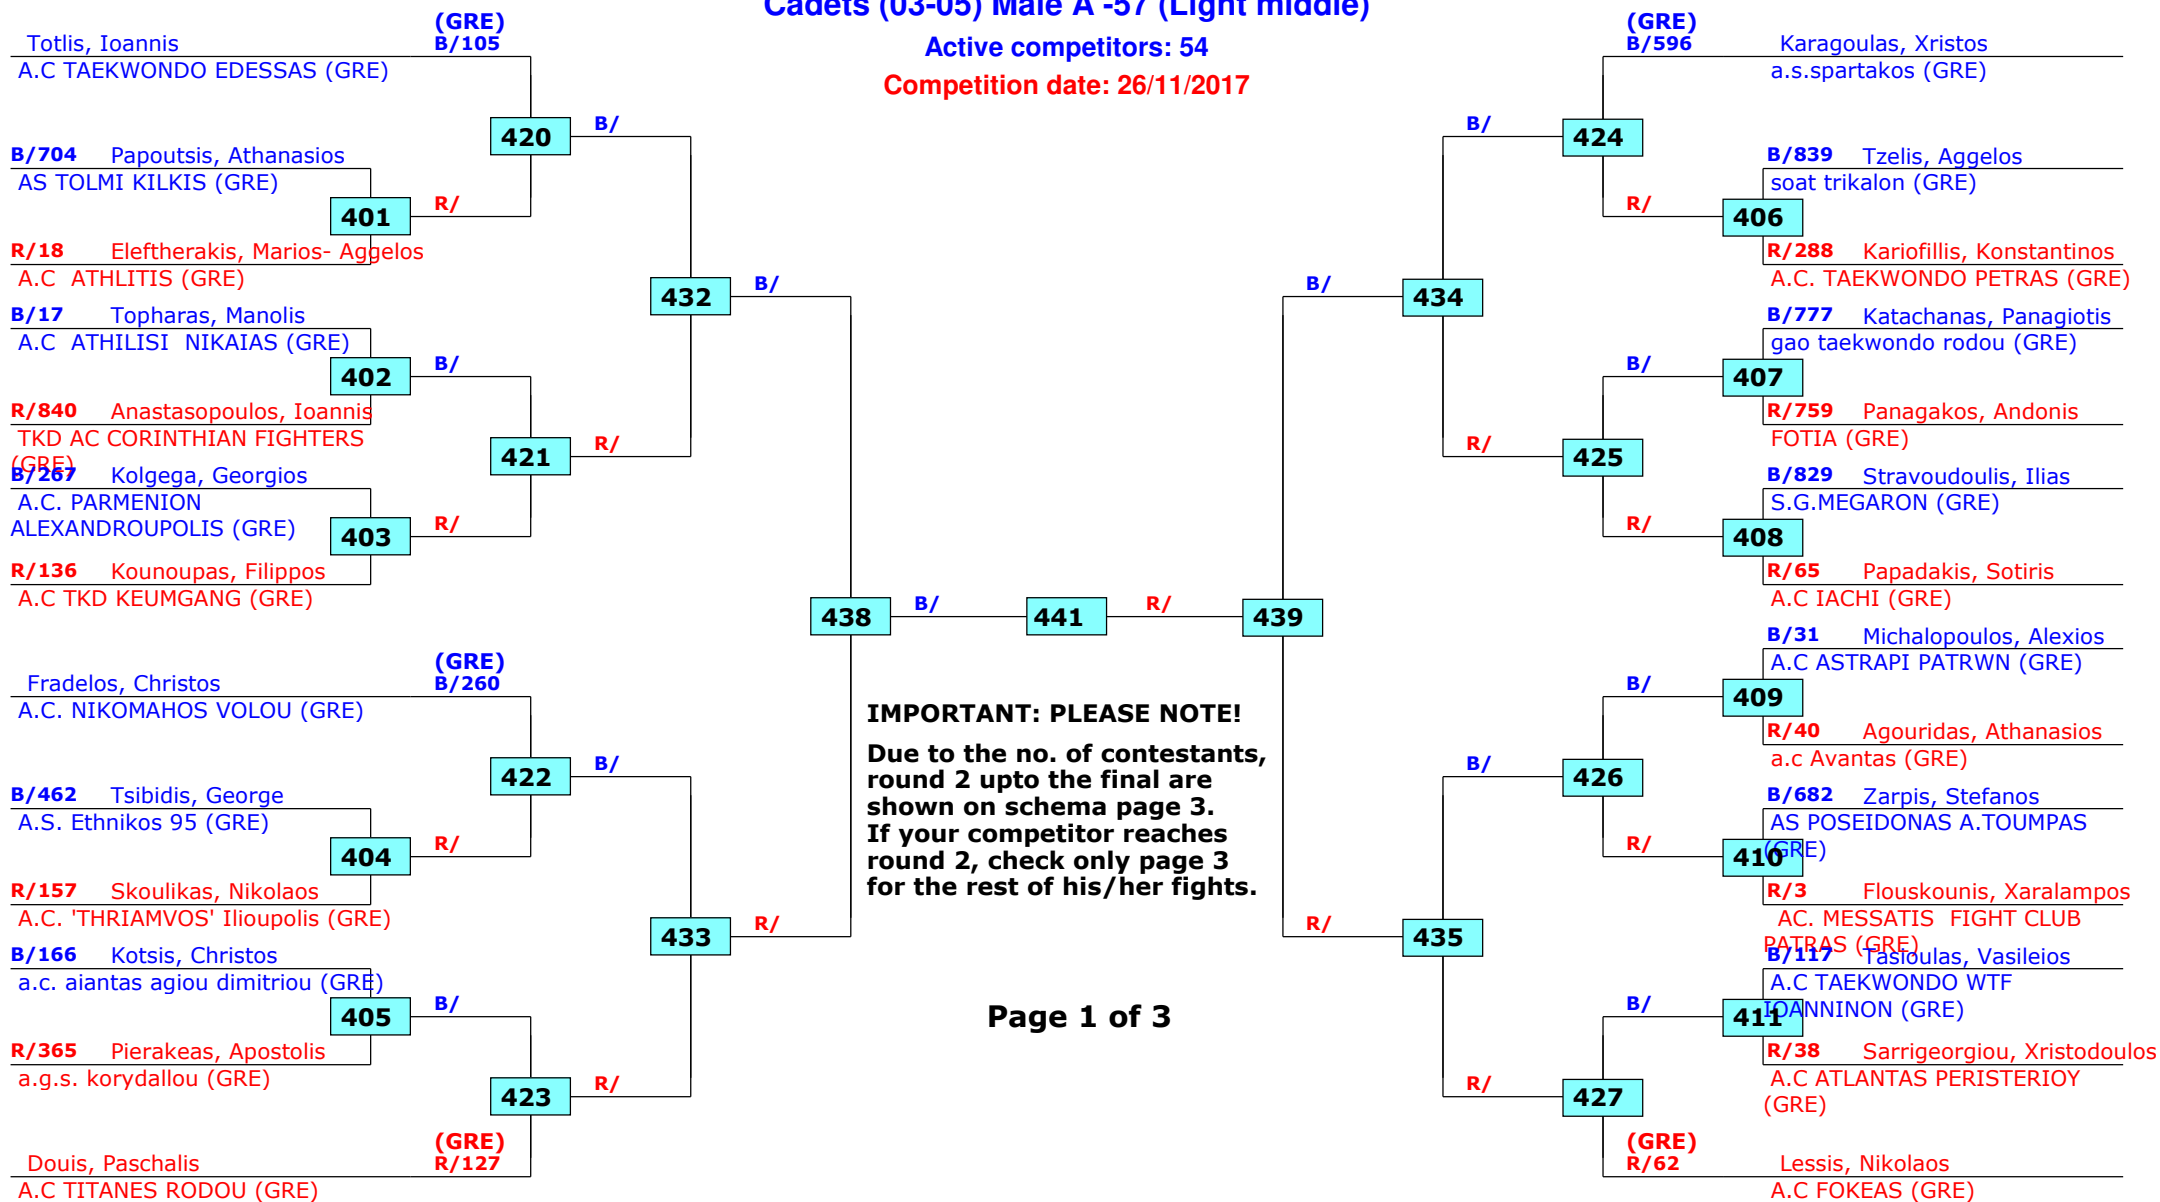 Cadets (03-05) Male A -57 (Light middle)
Active competitors: 54
Competition date: 26/11/2017
(GRE)
Totlis, Ioannis B/105
A.C TAEKWONDO EDESSAS (GRE)
420
B/
B/704 Papoutsis, Athanasios
AS TOLMI KILKIS (GRE)
401
R/
R/18 Eleftherakis, Marios- Aggelos
A.C ATHLITIS (GRE)
432
B/
B/17 Topharas, Manolis
A.C ATHILISI NIKAIAS (GRE)
402
B/
R/840 Anastasopoulos, Ioannis
TKD AC CORINTHIAN FIGHTERS
(GRE)
421
R/
B/267 Kolgega, Georgios
A.C. PARMENION
ALEXANDROUPOLIS (GRE)
403
R/
R/136 Kounoupas, Filippos
A.C TKD KEUMGANG (GRE)
438
B/
441
R/
439
(GRE)
Fradelos, Christos B/260
A.C. NIKOMAHOS VOLOU (GRE)
422
B/
B/462 Tsibidis, George
A.S. Ethnikos 95 (GRE)
404
R/
R/157 Skoulikas, Nikolaos
A.C. 'THRIAMVOS' Ilioupolis (GRE)
433
R/
B/166 Kotsis, Christos
a.c. aiantas agiou dimitriou (GRE)
405
B/
R/365 Pierakeas, Apostolis
a.g.s. korydallou (GRE)
423
R/
(GRE)
Douis, Paschalis R/127
A.C TITANES RODOU (GRE)
IMPORTANT: PLEASE NOTE!
Due to the no. of contestants,
round 2 upto the final are
shown on schema page 3.
If your competitor reaches
round 2, check only page 3
for the rest of his/her fights.
Page 1 of 3
(GRE)
B/596 Karagoulas, Xristos
a.s.spartakos (GRE)
B/
424
B/839 Tzelis, Aggelos
soat trikalon (GRE)
R/
406
R/288 Kariofillis, Konstantinos
A.C. TAEKWONDO PETRAS (GRE)
B/
434
B/777 Katachanas, Panagiotis
gao taekwondo rodou (GRE)
B/
407
R/759 Panagakos, Andonis
FOTIA (GRE)
R/
425
B/829 Stravoudoulis, Ilias
S.G.MEGARON (GRE)
R/
408
R/65 Papadakis, Sotiris
A.C IACHI (GRE)
B/31 Michalopoulos, Alexios
A.C ASTRAPI PATRWN (GRE)
B/
409
R/40 Agouridas, Athanasios
a.c Avantas (GRE)
B/
426
B/682 Zarpis, Stefanos
AS POSEIDONAS A.TOUMPAS
(GRE)
R/
410
R/3 Flouskounis, Xaralampos
AC. MESSATIS FIGHT CLUB
PATRAS (GRE)
R/
435
B/117 Tasioulas, Vasileios
A.C TAEKWONDO WTF
IOANNINON (GRE)
B/
411
R/38 Sarrigeorgiou, Xristodoulos
A.C ATLANTAS PERISTERIOY
(GRE)
R/
427
(GRE)
R/62 Lessis, Nikolaos
A.C FOKEAS (GRE)